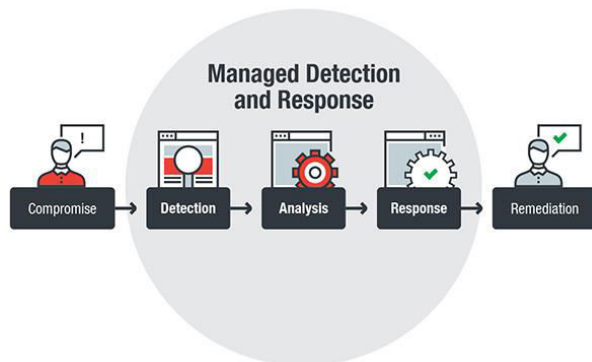 Managed Detection
and Response
!
Compromise
Detection
Analysis
Response
Remediation